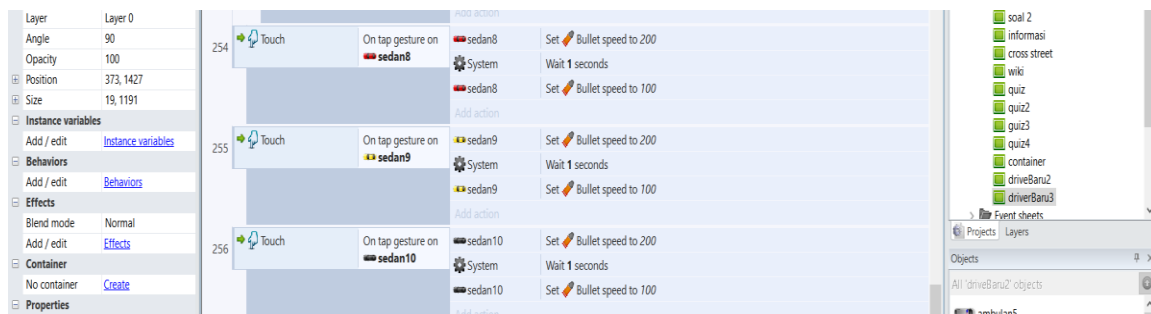 Layer Layer 0
Angle 90
Opacity 100
Position 373, 1427
Size 19, 1191
Instance variables
Add / edit Instance variables
Behaviors
Add / edit Behaviors
Effects
Blend mode Normal
Add / edit Effects
Container
No container Create
Properties
Add action
254 Touch On tap gesture on sedan8
sedan8 Set Bullet speed to 200
System Wait 1 seconds
sedan8 Set Bullet speed to 100
Add action
255 Touch On tap gesture on sedan9
sedan9 Set Bullet speed to 200
System Wait 1 seconds
sedan9 Set Bullet speed to 100
Add action
256 Touch On tap gesture on sedan10
sedan10 Set Bullet speed to 200
System Wait 1 seconds
sedan10 Set Bullet speed to 100
Add action
soal 2
informasi
cross street
wiki
quiz
quiz2
guiz3
quiz4
container
driveBaru2
driverBaru3
Event sheets
Projects Layers
Objects
All 'driveBaru2' objects
ambulan5